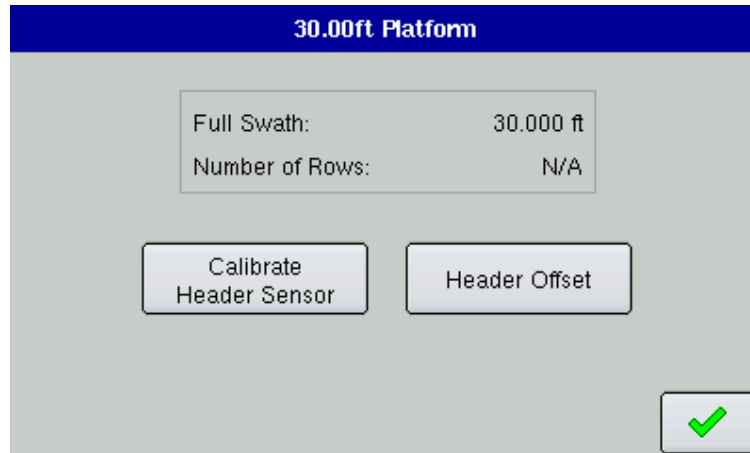 30.00ft Platform
Full Swath: 30.000 ft
Number of Rows: N/A
Calibrate
Header Sensor
Header Offset